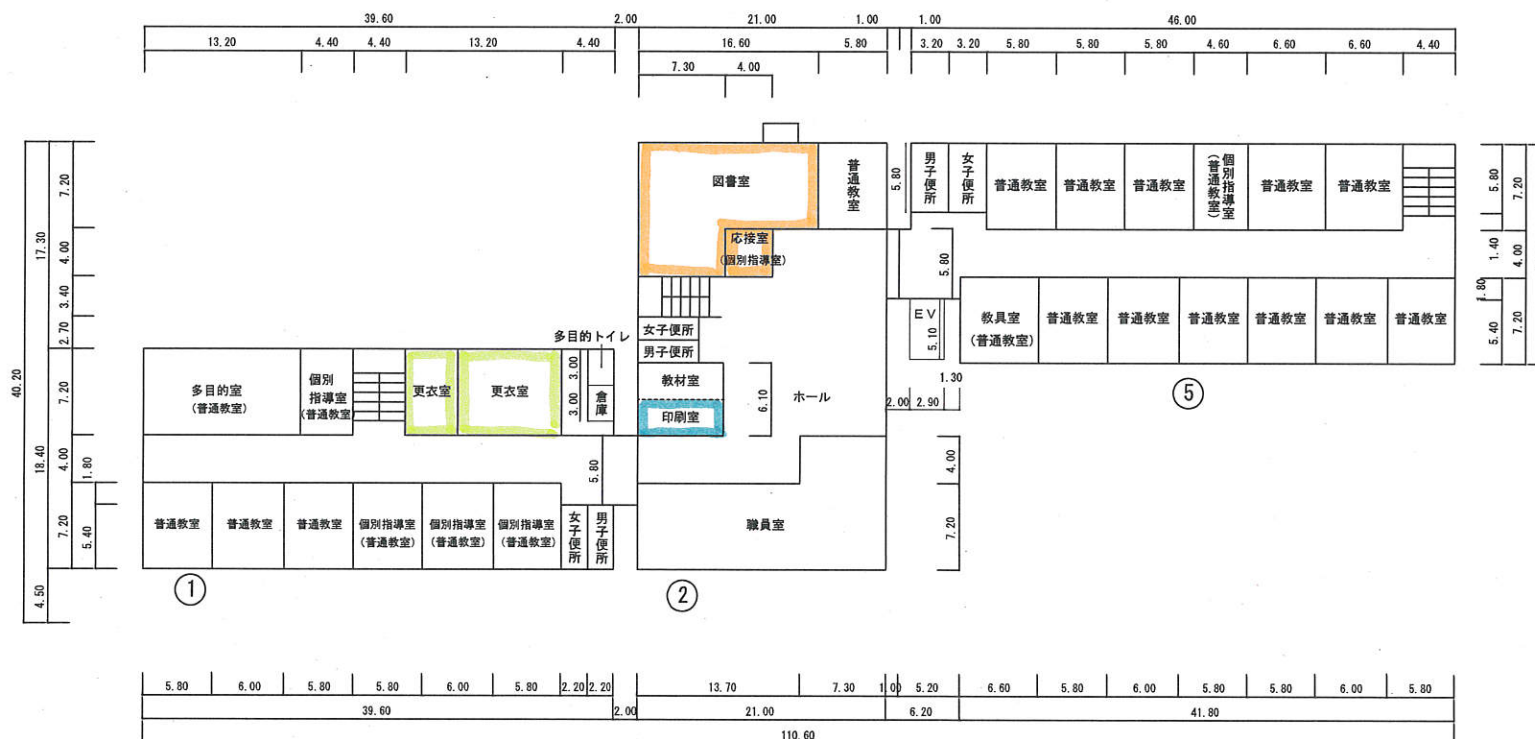 39.60 2.00 21.00 1.00 1.00 46.00
13.20 4.40 4.40 13.20 4.40 16.60 5.80 3.20 3.20 5.80 5.80 5.80 4.60 6.60 6.60 4.40
7.30 4.00
40.20
17.30
18.40
4.50
7.20
4.00
3.40
2.70
7.20
4.00
1.80
7.20
5.40
図書室
応接室
(個別指導室)
普通教室
5.80
男子便所
女子便所
普通教室
普通教室
普通教室
個別指導室
(普通教室)
普通教室
普通教室
5.80
7.20
1.40
4.00
1.80
5.40
7.20
5.80
EV
5.10
教具室
(普通教室)
普通教室
普通教室
普通教室
普通教室
普通教室
普通教室
1.30
2.00
2.90
⑤
女子便所
男子便所
多目的トイレ
教材室
印刷室
6.10
ホール
多目的室
(普通教室)
個別
指導室
(普通教室)
更衣室
更衣室
3.00
3.00
倉庫
5.80
4.00
7.20
普通教室
普通教室
普通教室
個別指導室
(普通教室)
個別指導室
(普通教室)
個別指導室
(普通教室)
女子便所
男子便所
職員室
①
②
5.80 6.00 5.80 5.80 6.00 5.80 2.20 2.20 13.70 7.30 1.00 5.20 6.60 5.80 6.00 5.80 5.80 6.00 5.80
39.60 2.00 21.00 6.20 41.80
110.60